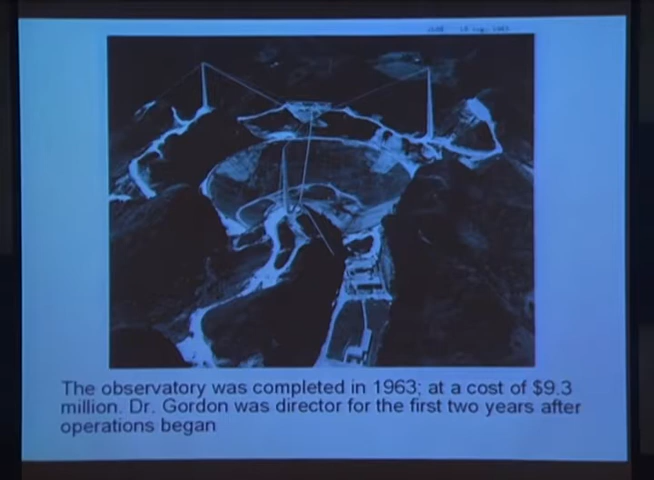 The observatory was completed in 1963; at a cost of $9.3
million. Dr. Gordon was director for the first two years after
operations began